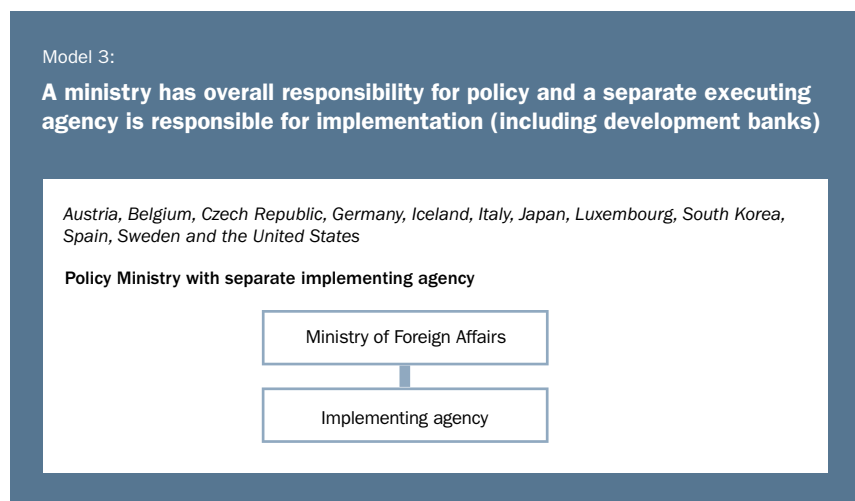 Model 3:
A ministry has overall responsibility for policy and a separate executing
agency is responsible for implementation (including development banks)
Austria, Belgium, Czech Republic, Germany, Iceland, Italy, Japan, Luxembourg, South Korea,
Spain, Sweden and the United States
Policy Ministry with separate implementing agency
Ministry of Foreign Affairs
Implementing agency